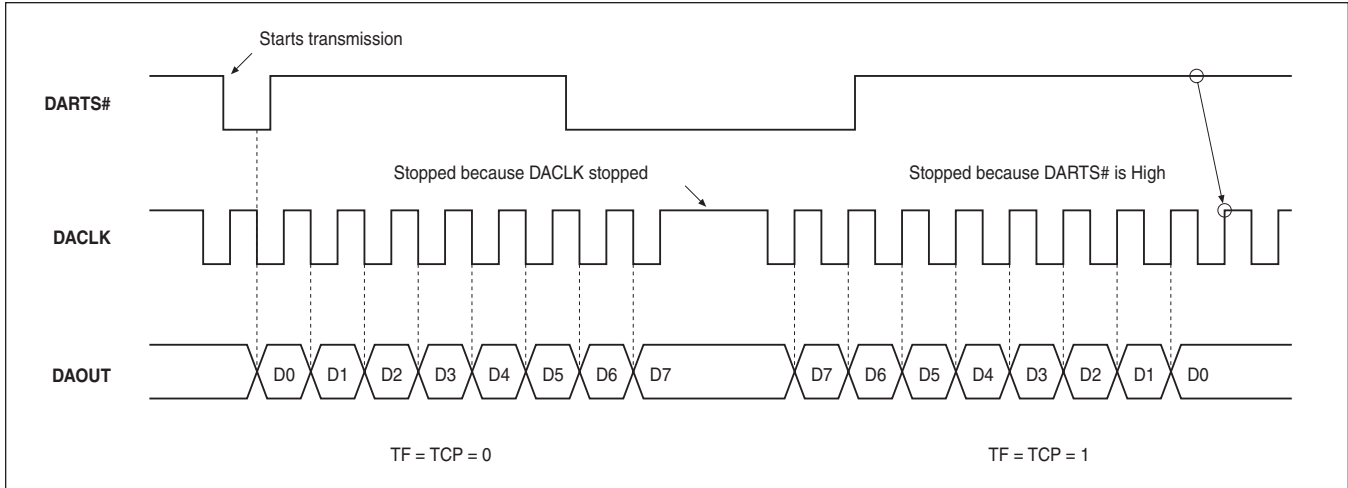 Starts transmission
DARTS#
Stopped because DACLK stopped
Stopped because DARTS# is High
DACLK
DAOUT
D0 D1 D2 D3 D4 D5 D6 D7 D7 D6 D5 D4 D3 D2 D1 D0
TF = TCP = 0
TF = TCP = 1